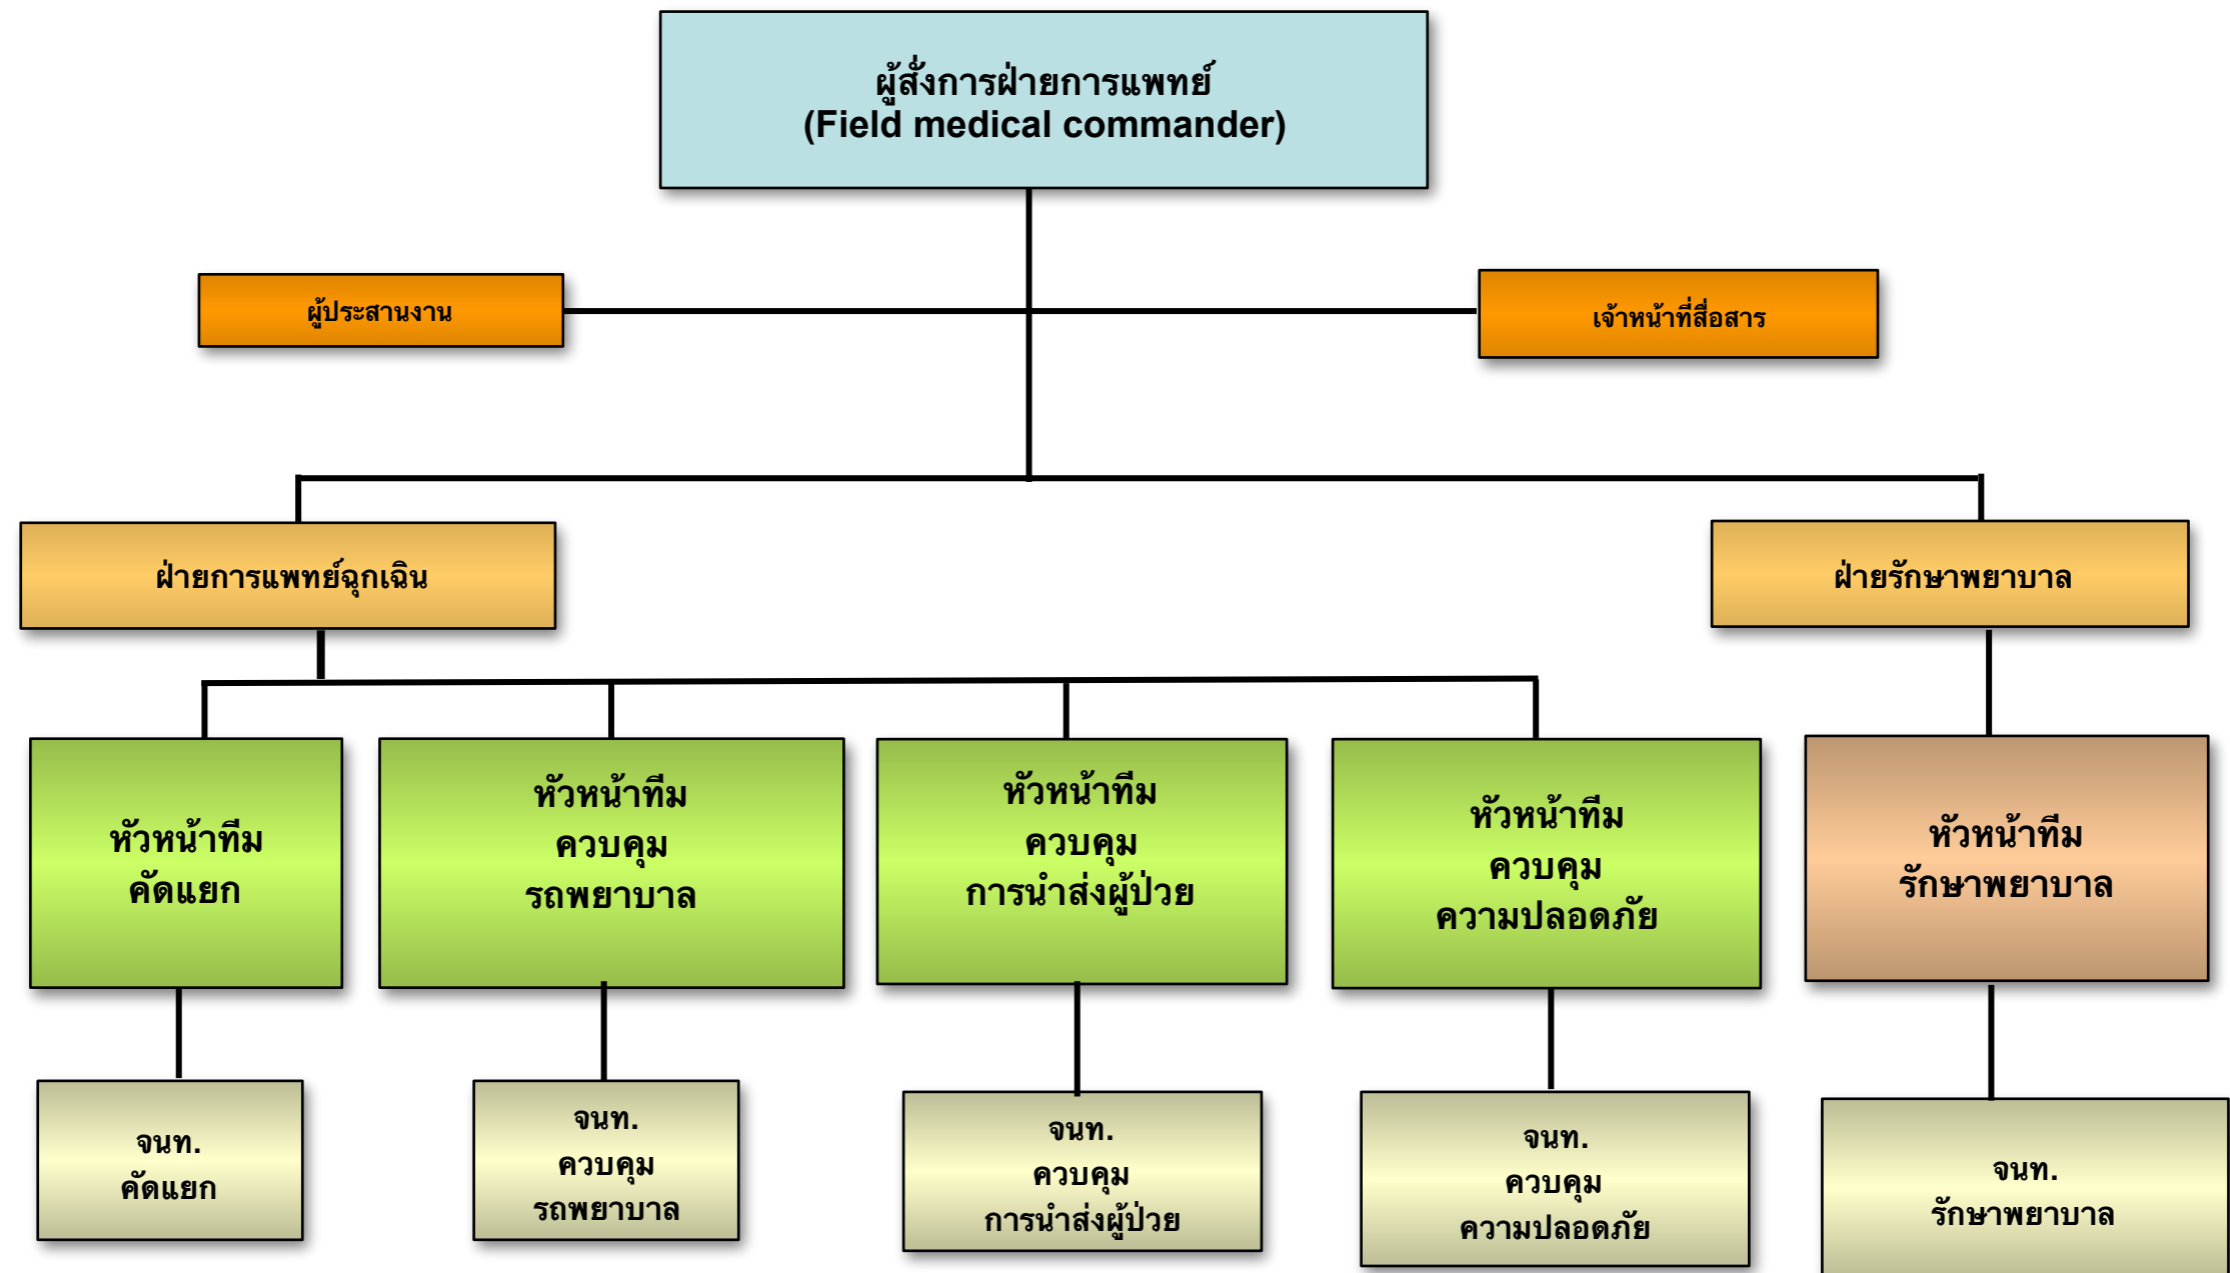 ผู้สั่งการฝ่ายการแพทย์
(Field medical commander)
ผู้ประสานงาน
เจ้าหน้าที่สื่อสาร
ฝ่ายการแพทย์ฉุกเฉิน
ฝ่ายรักษาพยาบาล
หัวหน้าทีม
คัดแยก
หัวหน้าทีม
ควบคุม
รถพยาบาล
หัวหน้าทีม
ควบคุม
การนำส่งผู้ป่วย
หัวหน้าทีม
ควบคุม
ความปลอดภัย
หัวหน้าทีม
รักษาพยาบาล
จนท.
คัดแยก
จนท.
ควบคุม
รถพยาบาล
จนท.
ควบคุม
การนำส่งผู้ป่วย
จนท.
ควบคุม
ความปลอดภัย
จนท.
รักษาพยาบาล